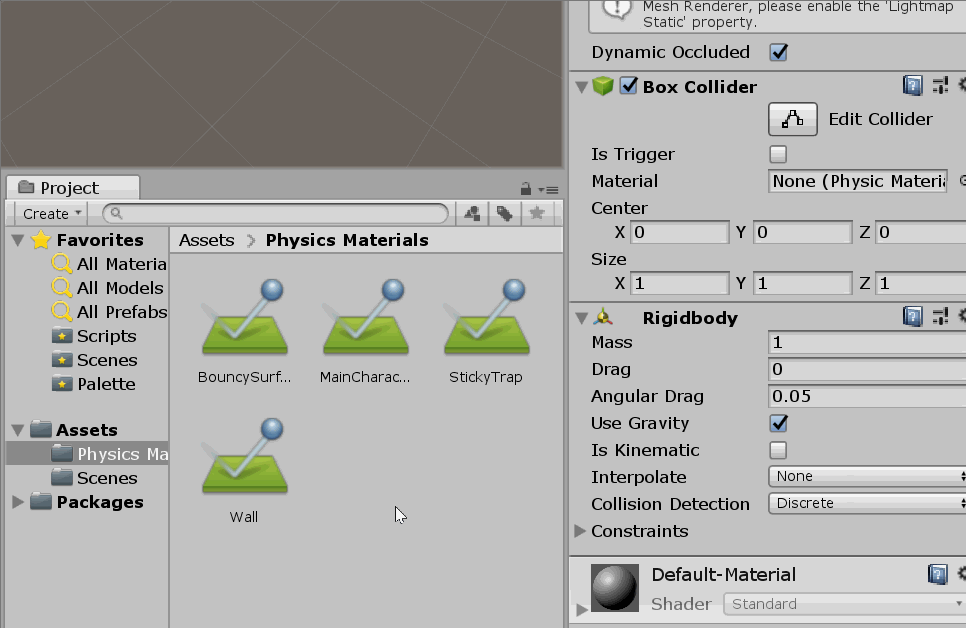 Mesh Renderer, please enable the 'Lightmap
Static' property.
Dynamic Occluded
Box Collider
Edit Collider
Is Trigger
Material None (Physic Materi
Center
X 0 Y 0 Z 0
Size
X 1 Y 1 Z 1
Rigidbody
Mass 1
Drag 0
Angular Drag 0.05
Use Gravity
Is Kinematic
Interpolate None
Collision Detection Discrete
Constraints
Default-Material
Shader Standard
Project
Create
Favorites
All Materia
All Models
All Prefabs
Scripts
Scenes
Palette
Assets
Physics Ma
Scenes
Packages
Assets > Physics Materials
BouncySurf... MainCharac... StickyTrap
Wall